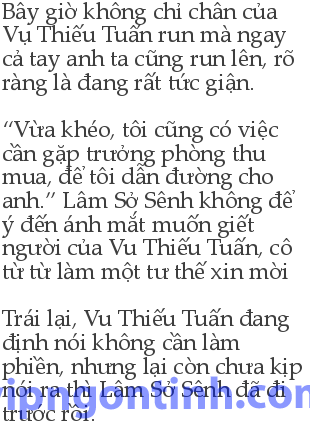 Bây giờ không chỉ chân của
Vụ Thiếu Tuấn run mà ngay
cả tay anh ta cũng run lên, rõ
ràng là đang rất tức giận.
“Vừa khéo, tôi cũng có việc
cần gặp trưởng phòng thu
mua, để tôi dẫn đường cho
anh.” Lâm Sở Sênh không để
ý đến ánh mắt muốn giết
người của Vu Thiếu Tuấn, cô
từ từ làm một tư thế xin mời
Trái lại, Vu Thiếu Tuấn đang
định nói không cần làm
phiền, nhưng lại còn chưa kịp
nói ra thì Lâm Sở Sênh đã đi
trước rồi.
ipngontinh.com